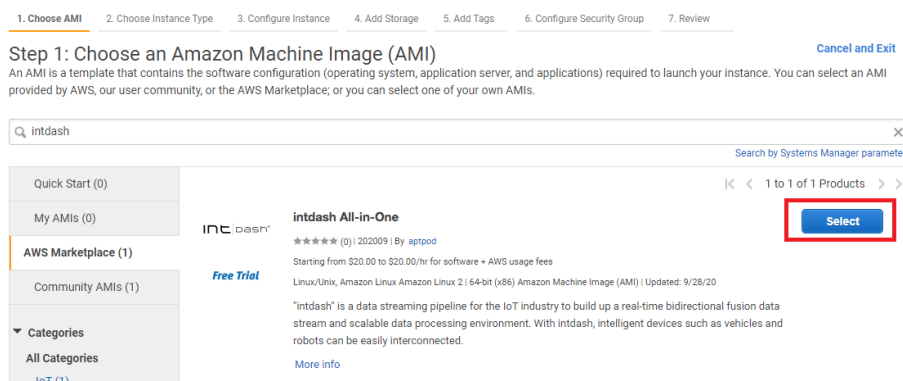 1. Choose AMI 2. Choose Instance Type 3. Configure Instance 4. Add Storage 5. Add Tags 6. Configure Security Group 7. Review
Step 1: Choose an Amazon Machine Image (AMI)
Cancel and Exit
An AMI is a template that contains the software configuration (operating system, application server, and applications) required to launch your instance. You can select an AMI
provided by AWS, our user community, or the AWS Marketplace; or you can select one of your own AMIs.
intdash
Search by Systems Manager paramete
Quick Start (0)
My AMIs (0)
AWS Marketplace (1)
Community AMIs (1)
Categories
All Categories
IoT (1)
1 to 1 of 1 Products
int dash
Free Trial
intdash All-in-One
Select
(0) | 202009 | By aptpod
Starting from $20.00 to $20.00/hr for software + AWS usage fees
Linux/Unix, Amazon Linux Amazon Linux 2 | 64-bit (x86) Amazon Machine Image (AMI) | Updated: 9/28/20
"intdash" is a data streaming pipeline for the IoT industry to build up a real-time bidirectional fusion data
stream and scalable data processing environment. With intdash, intelligent devices such as vehicles and
robots can be easily interconnected.
More info